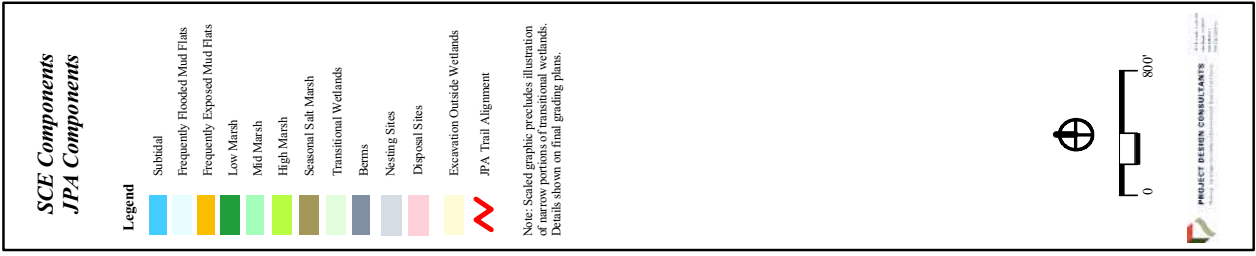 SCE Components
JPA Components
Legend
Subtidal
Frequently Flooded Mud Flats
Frequently Exposed Mud Flats
Low Marsh
Mid Marsh
High Marsh
Seasonal Salt Marsh
Transitional Wetlands
Berms
Nesting Sites
Disposal Sites
Excavation Outside Wetlands
JPA Trail Alignment
Note: Scaled graphic precludes illustration
of narrow portions of transitional wetlands.
Details shown on final grading plans.
0
800'
PROJECT DESIGN CONSULTANTS